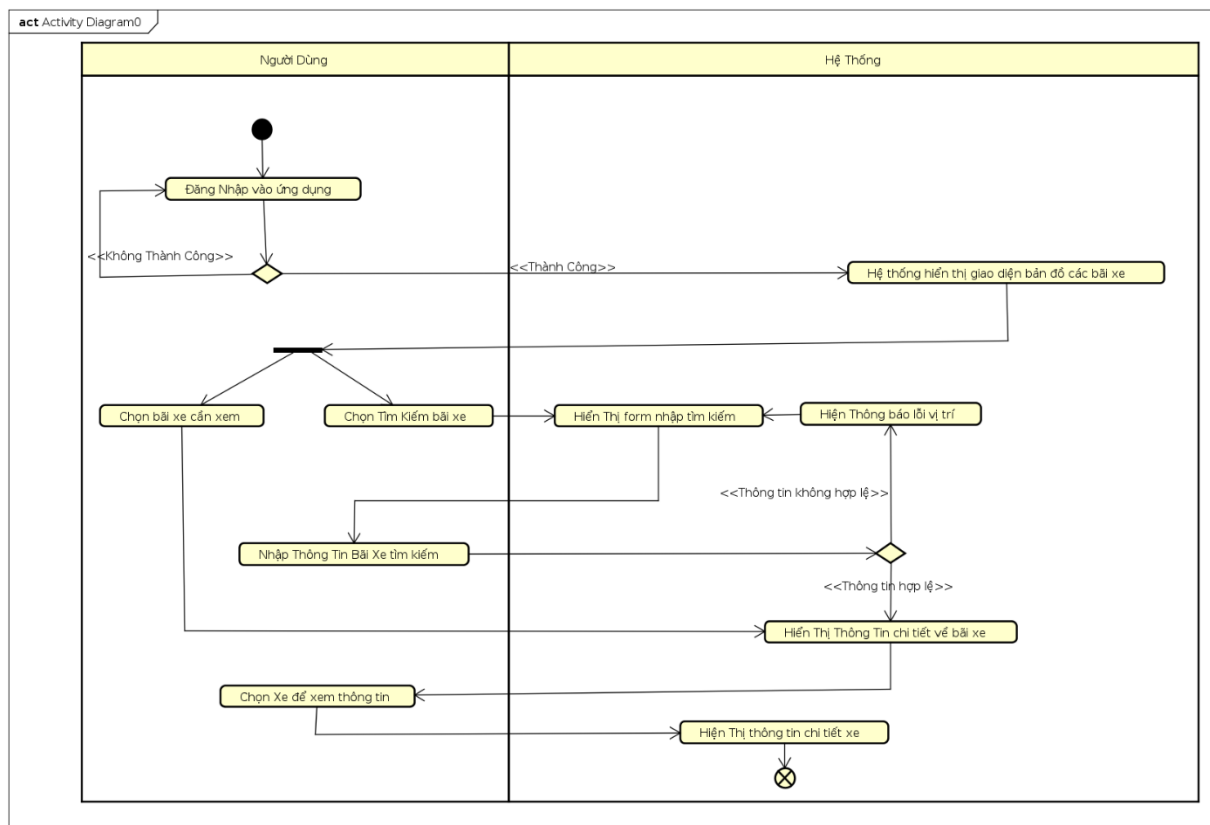 act Activity Diagram0
Người Dùng
Hệ Thống
Đăng Nhập vào ứng dụng
<<Không Thành Công>>
<<Thành Công>>
Hệ thống hiển thị giao diện bản đồ các bãi xe
Chọn bãi xe cần xem
Chọn Tìm Kiếm bãi xe
Hiển Thị form nhập tìm kiếm
Hiện Thông báo lỗi vị trí
<<Thông tin không hợp lệ>>
Nhập Thông Tin Bãi Xe tìm kiếm
<<Thông tin hợp lệ>>
Hiển Thị Thông Tin chi tiết về bãi xe
Chọn Xe để xem thông tin
Hiện Thị thông tin chi tiết xe